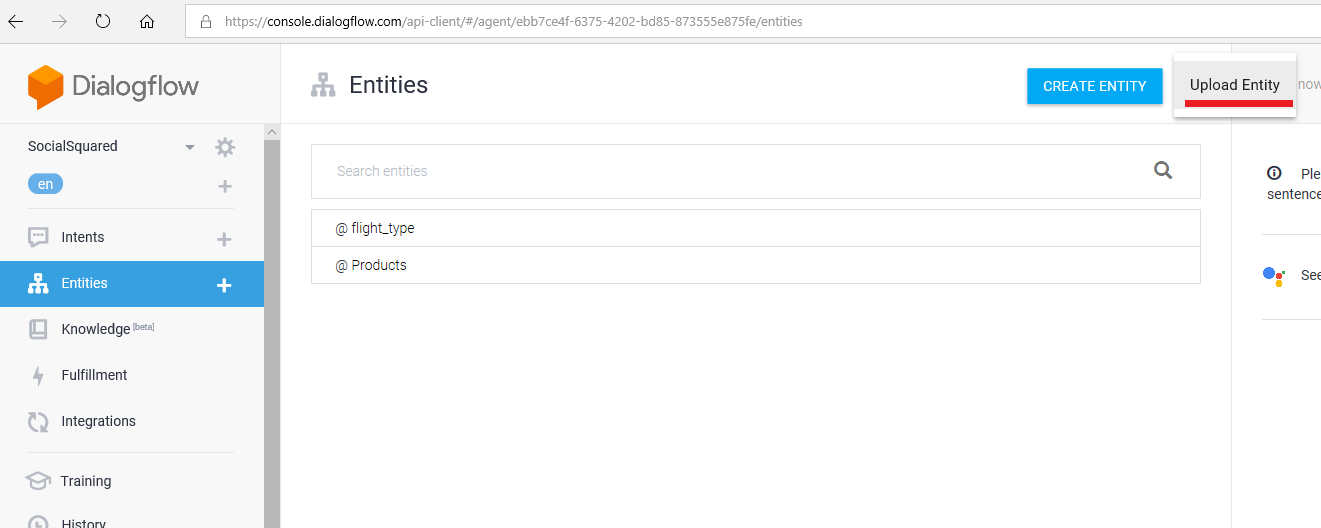 https://console.dialogflow.com/api-client/#/agent/ebb7ce4f-6375-4202-bd85-873555e875fe/entities
Dialogflow
Entities
CREATE ENTITY
Upload Entity
now
SocialSquared
en
Search entities
Ple
sentence
@ flight_type
Intents
@ Products
Entities
See
Knowledge [beta]
Fulfillment
Integrations
Training
History